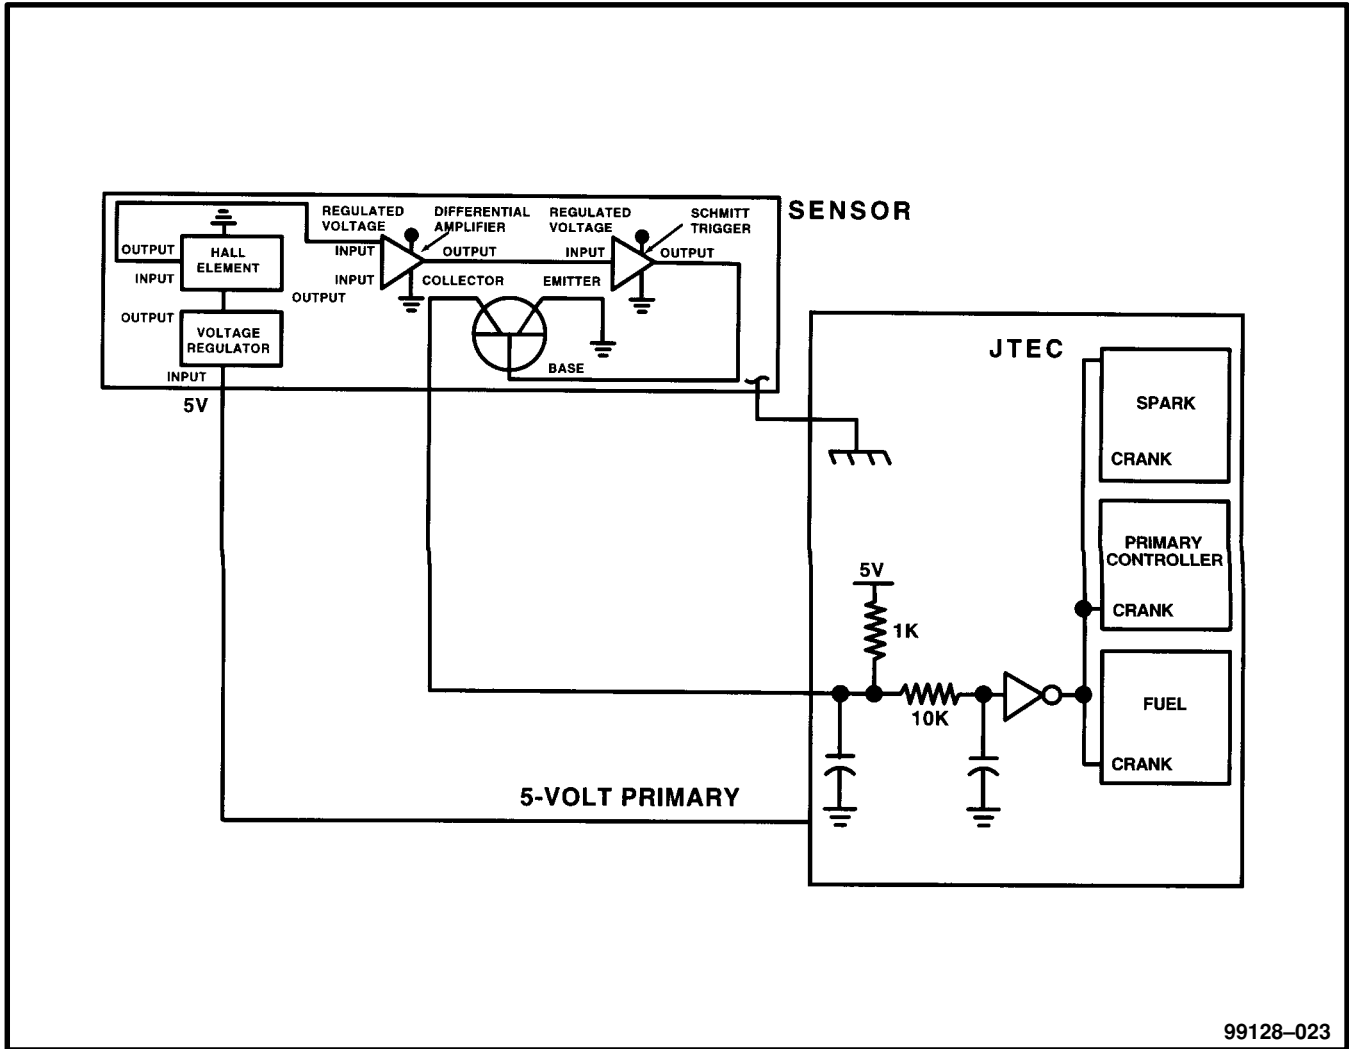 SENSOR
REGULATED
VOLTAGE
DIFFERENTIAL
AMPLIFIER
REGULATED
VOLTAGE
SCHMITT
TRIGGER
OUTPUT
HALL
ELEMENT
INPUT
INPUT
OUTPUT
INPUT
OUTPUT
INPUT
COLLECTOR
EMITTER
OUTPUT
OUTPUT
VOLTAGE
REGULATOR
INPUT
BASE
5V
JTEC
SPARK
CRANK
PRIMARY
CONTROLLER
CRANK
5V
1K
10K
FUEL
CRANK
5-VOLT PRIMARY
99128–023